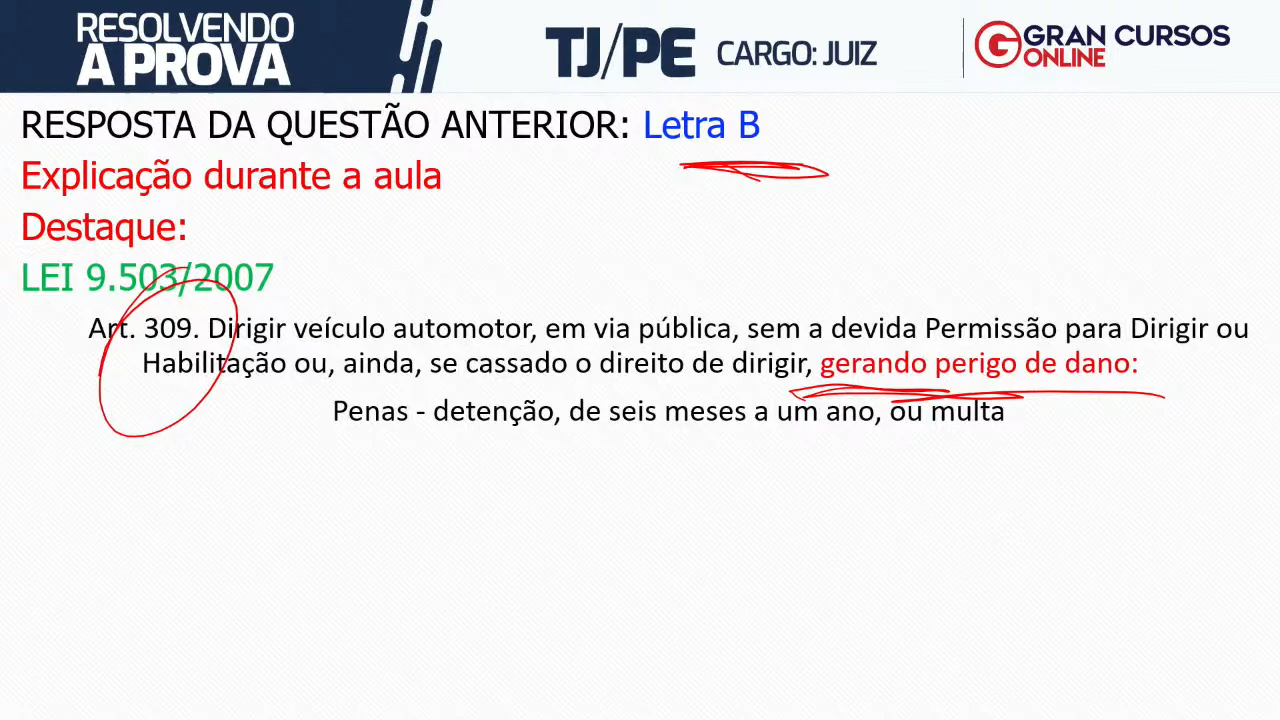 RESOLVENDO
A PROVA
TJ/PE CARGO: JUIZ
GRAN CURSOS
ONLINE
RESPOSTA DA QUESTÃO ANTERIOR: Letra B
Explicação durante a aula
Destaque:
LEI 9.503/2007
Art. 309. Dirigir veículo automotor, em via pública, sem a devida Permissão para Dirigir ou
Habilitação ou, ainda, se cassado o direito de dirigir, gerando perigo de dano:
Penas - detenção, de seis meses a um ano, ou multa